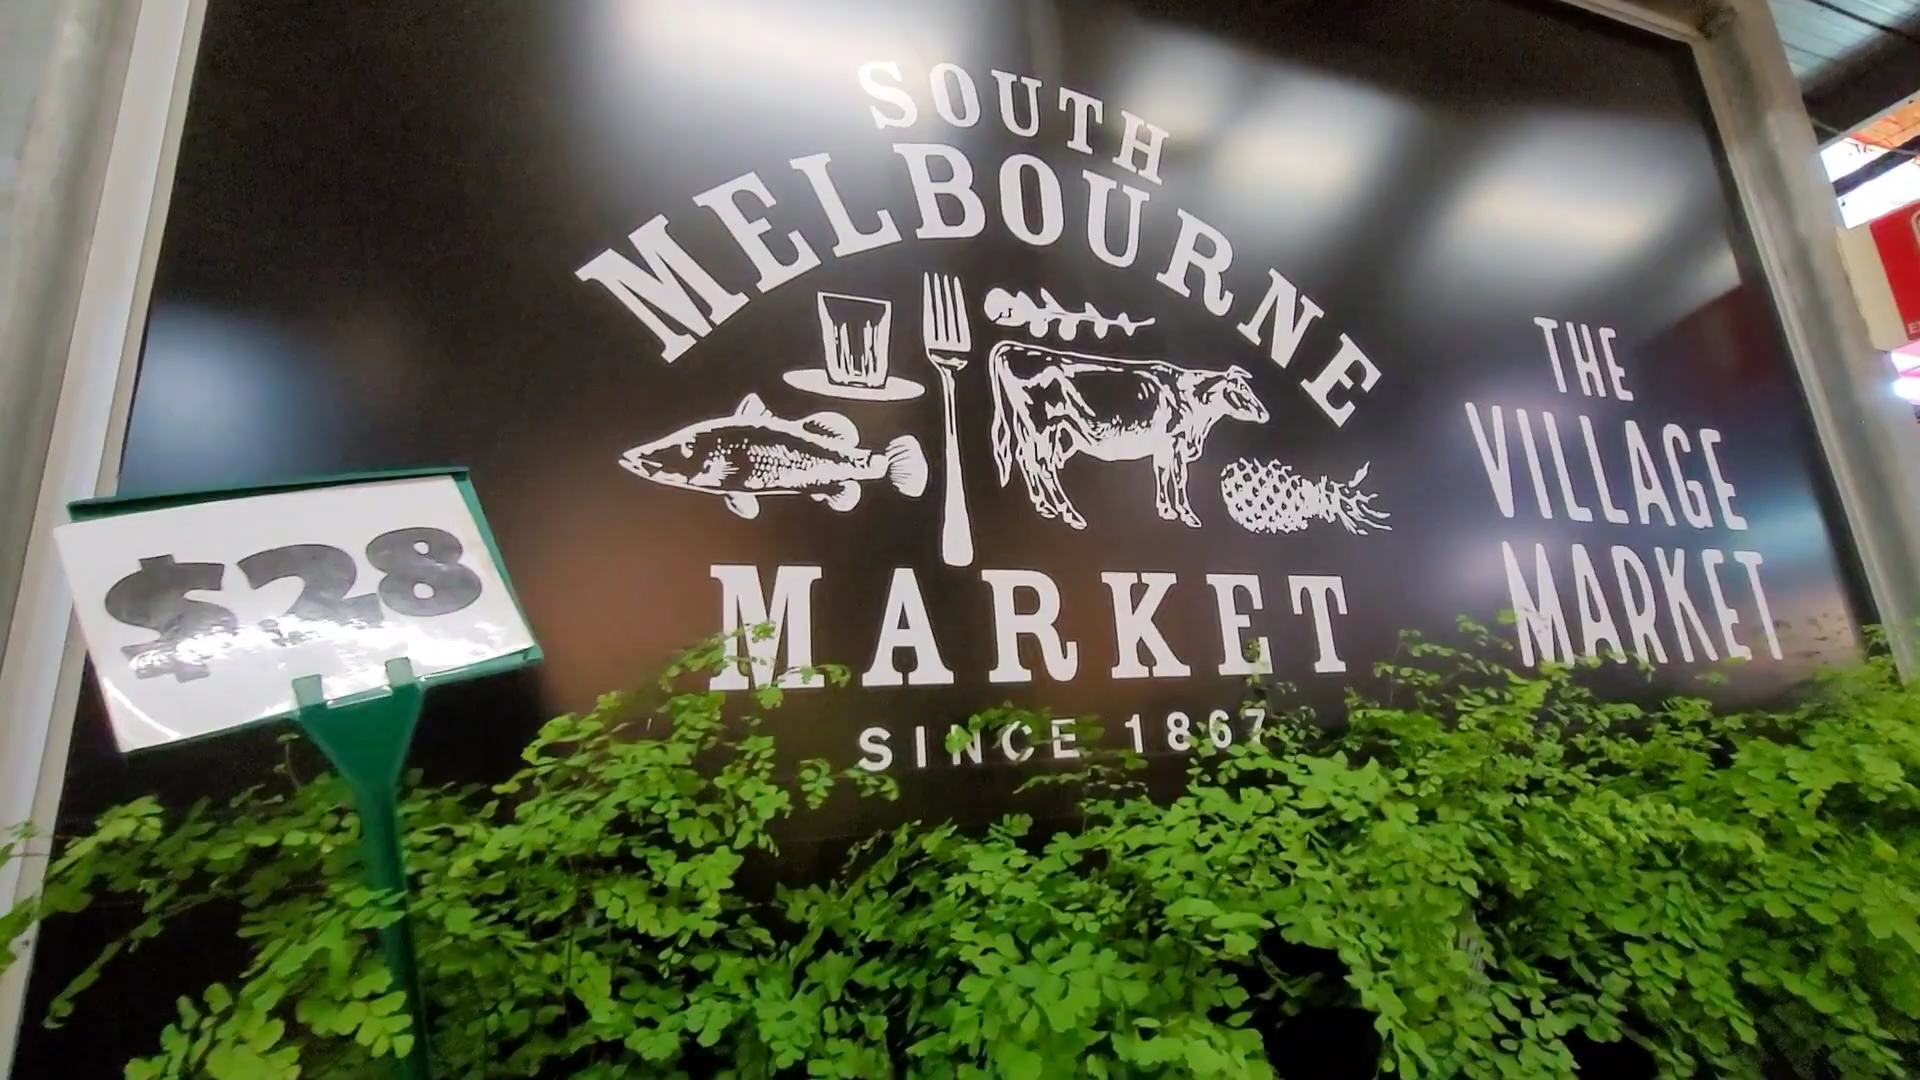 SOUTH
MELBOURNE
MARKET
SINCE 1867
THE
VILLAGE
MARKET
$28